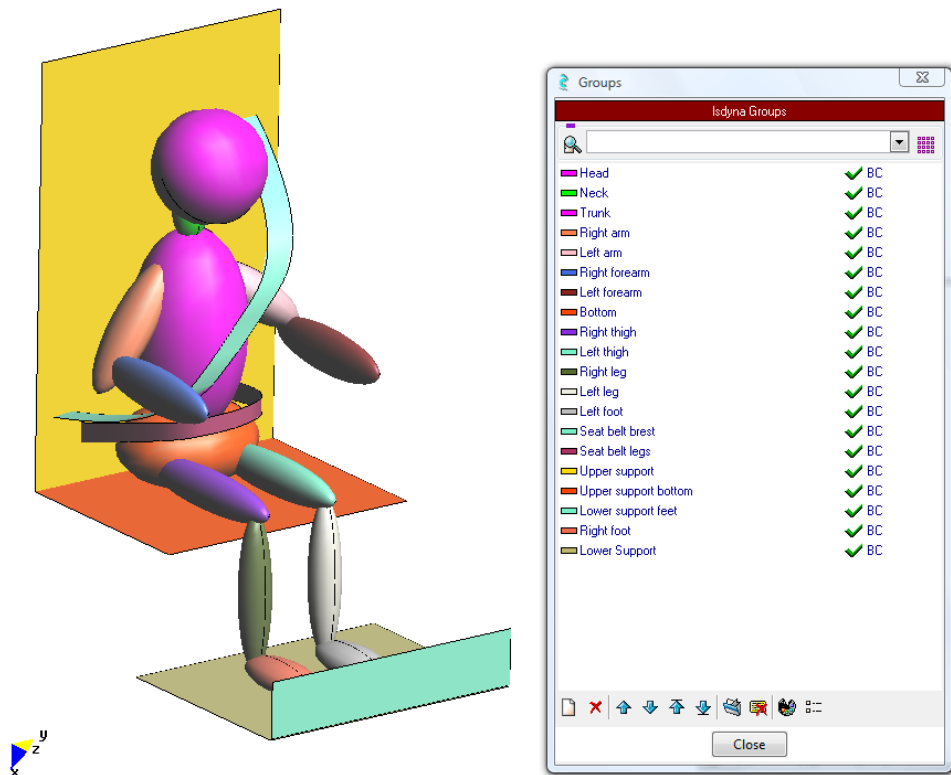 Groups
lsdyna Groups
Head BC
Neck BC
Trunk BC
Right arm BC
Left arm BC
Right forearm BC
Left forearm BC
Bottom BC
Right thigh BC
Left thigh BC
Right leg BC
Left leg BC
Left foot BC
Seat belt brest BC
Seat belt legs BC
Upper support BC
Upper support bottom BC
Lower support feet BC
Right foot BC
Lower Support BC
Close
y
z
x